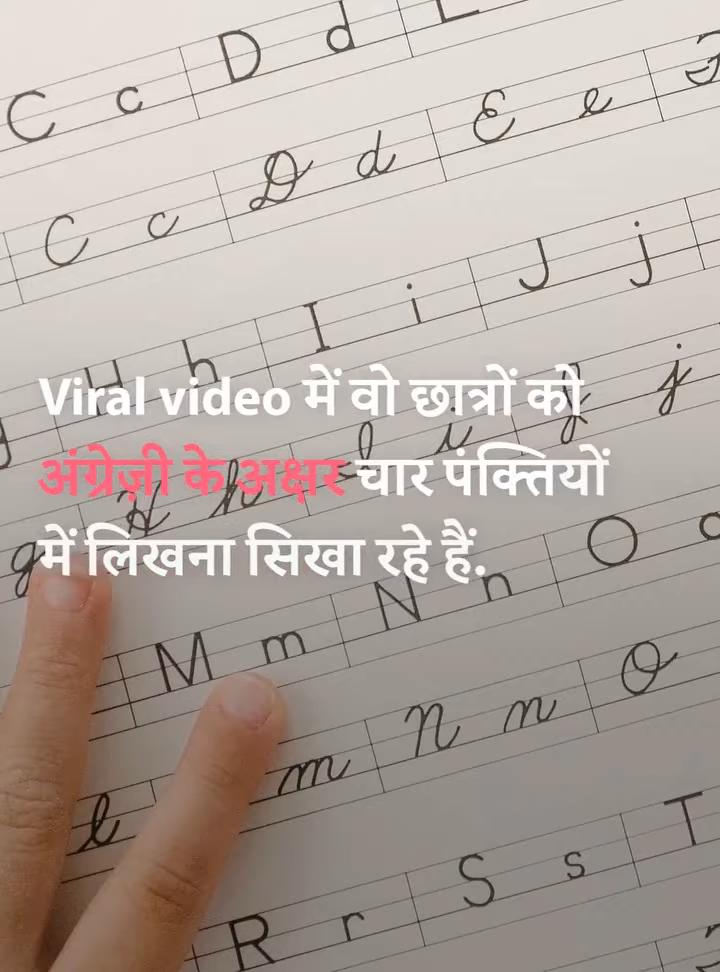 C c D d
C c D d E e
H h I i J j
Viral video में वो छात्रों को
अंग्रेज़ी के अक्षर चार पंक्तियों
g H h I i J j
में लिखना सिखा रहे हैं.
M m N n O o
l m N n O
R r S s T